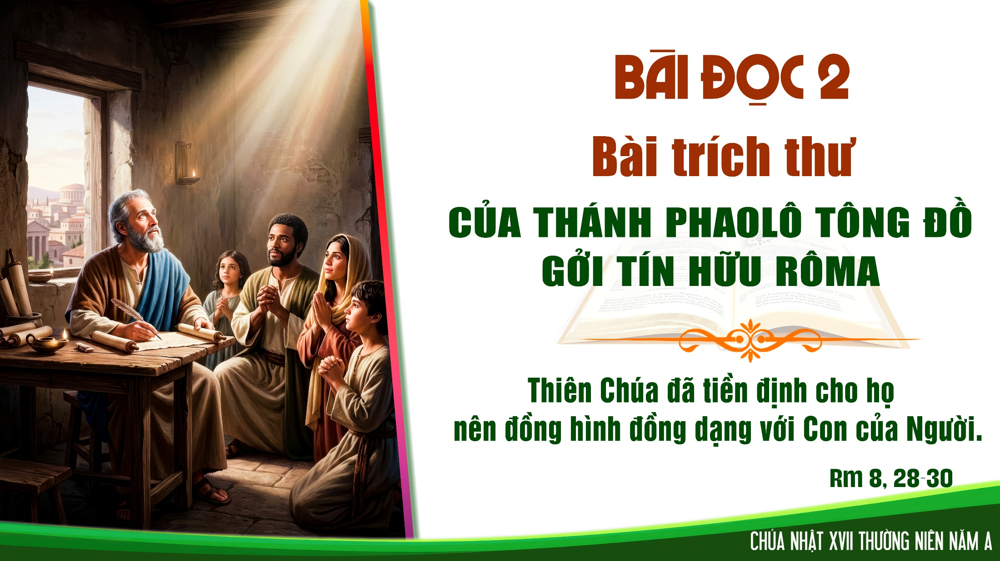 BÀI ĐỌC 2
Bài trích thư
CỦA THÁNH PHAOLÔ TÔNG ĐỒ
GỞI TÍN HỮU RÔMA
Thiên Chúa đã tiền định cho họ
nên đồng hình đồng dạng với Con của Người.
Rm 8, 28-30
CHÚA NHẬT XVII THƯỜNG NIÊN NĂM A